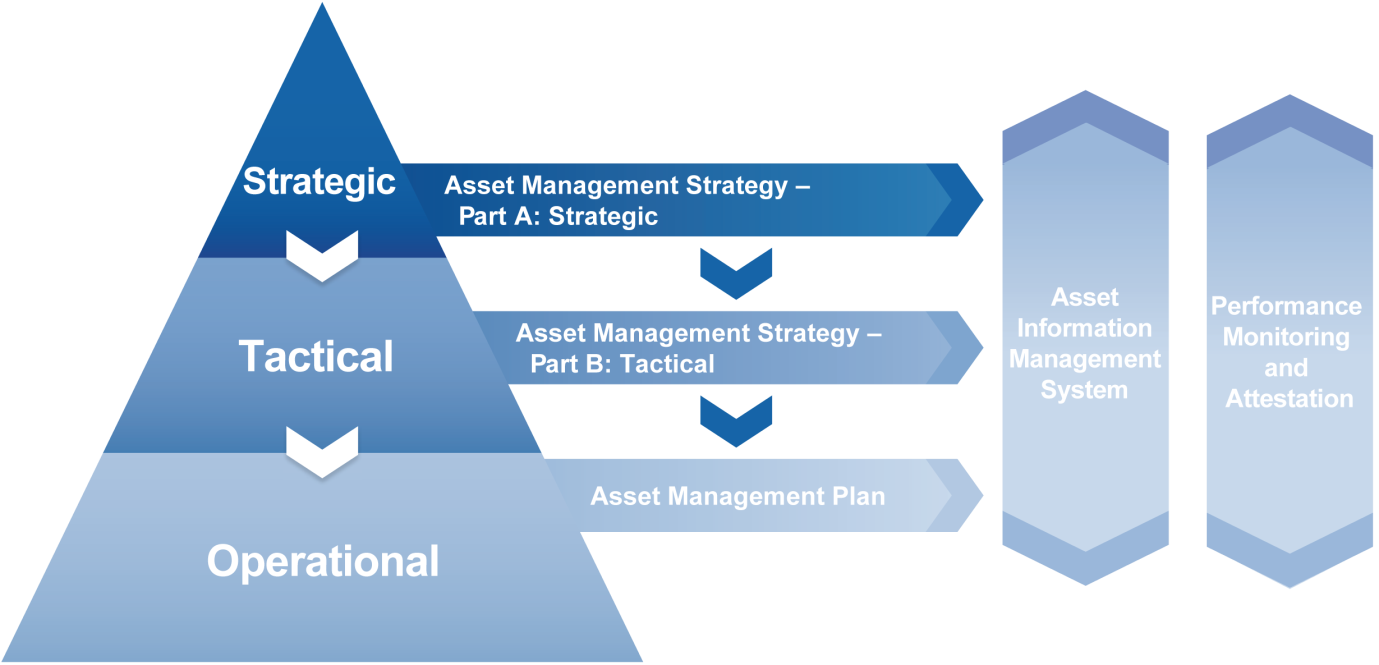 Strategic
Asset Management Strategy –
Part A: Strategic
Tactical
Asset Management Strategy –
Part B: Tactical
Operational
Asset Management Plan
Asset
Information
Management
System
Performance
Monitoring
and
Attestation